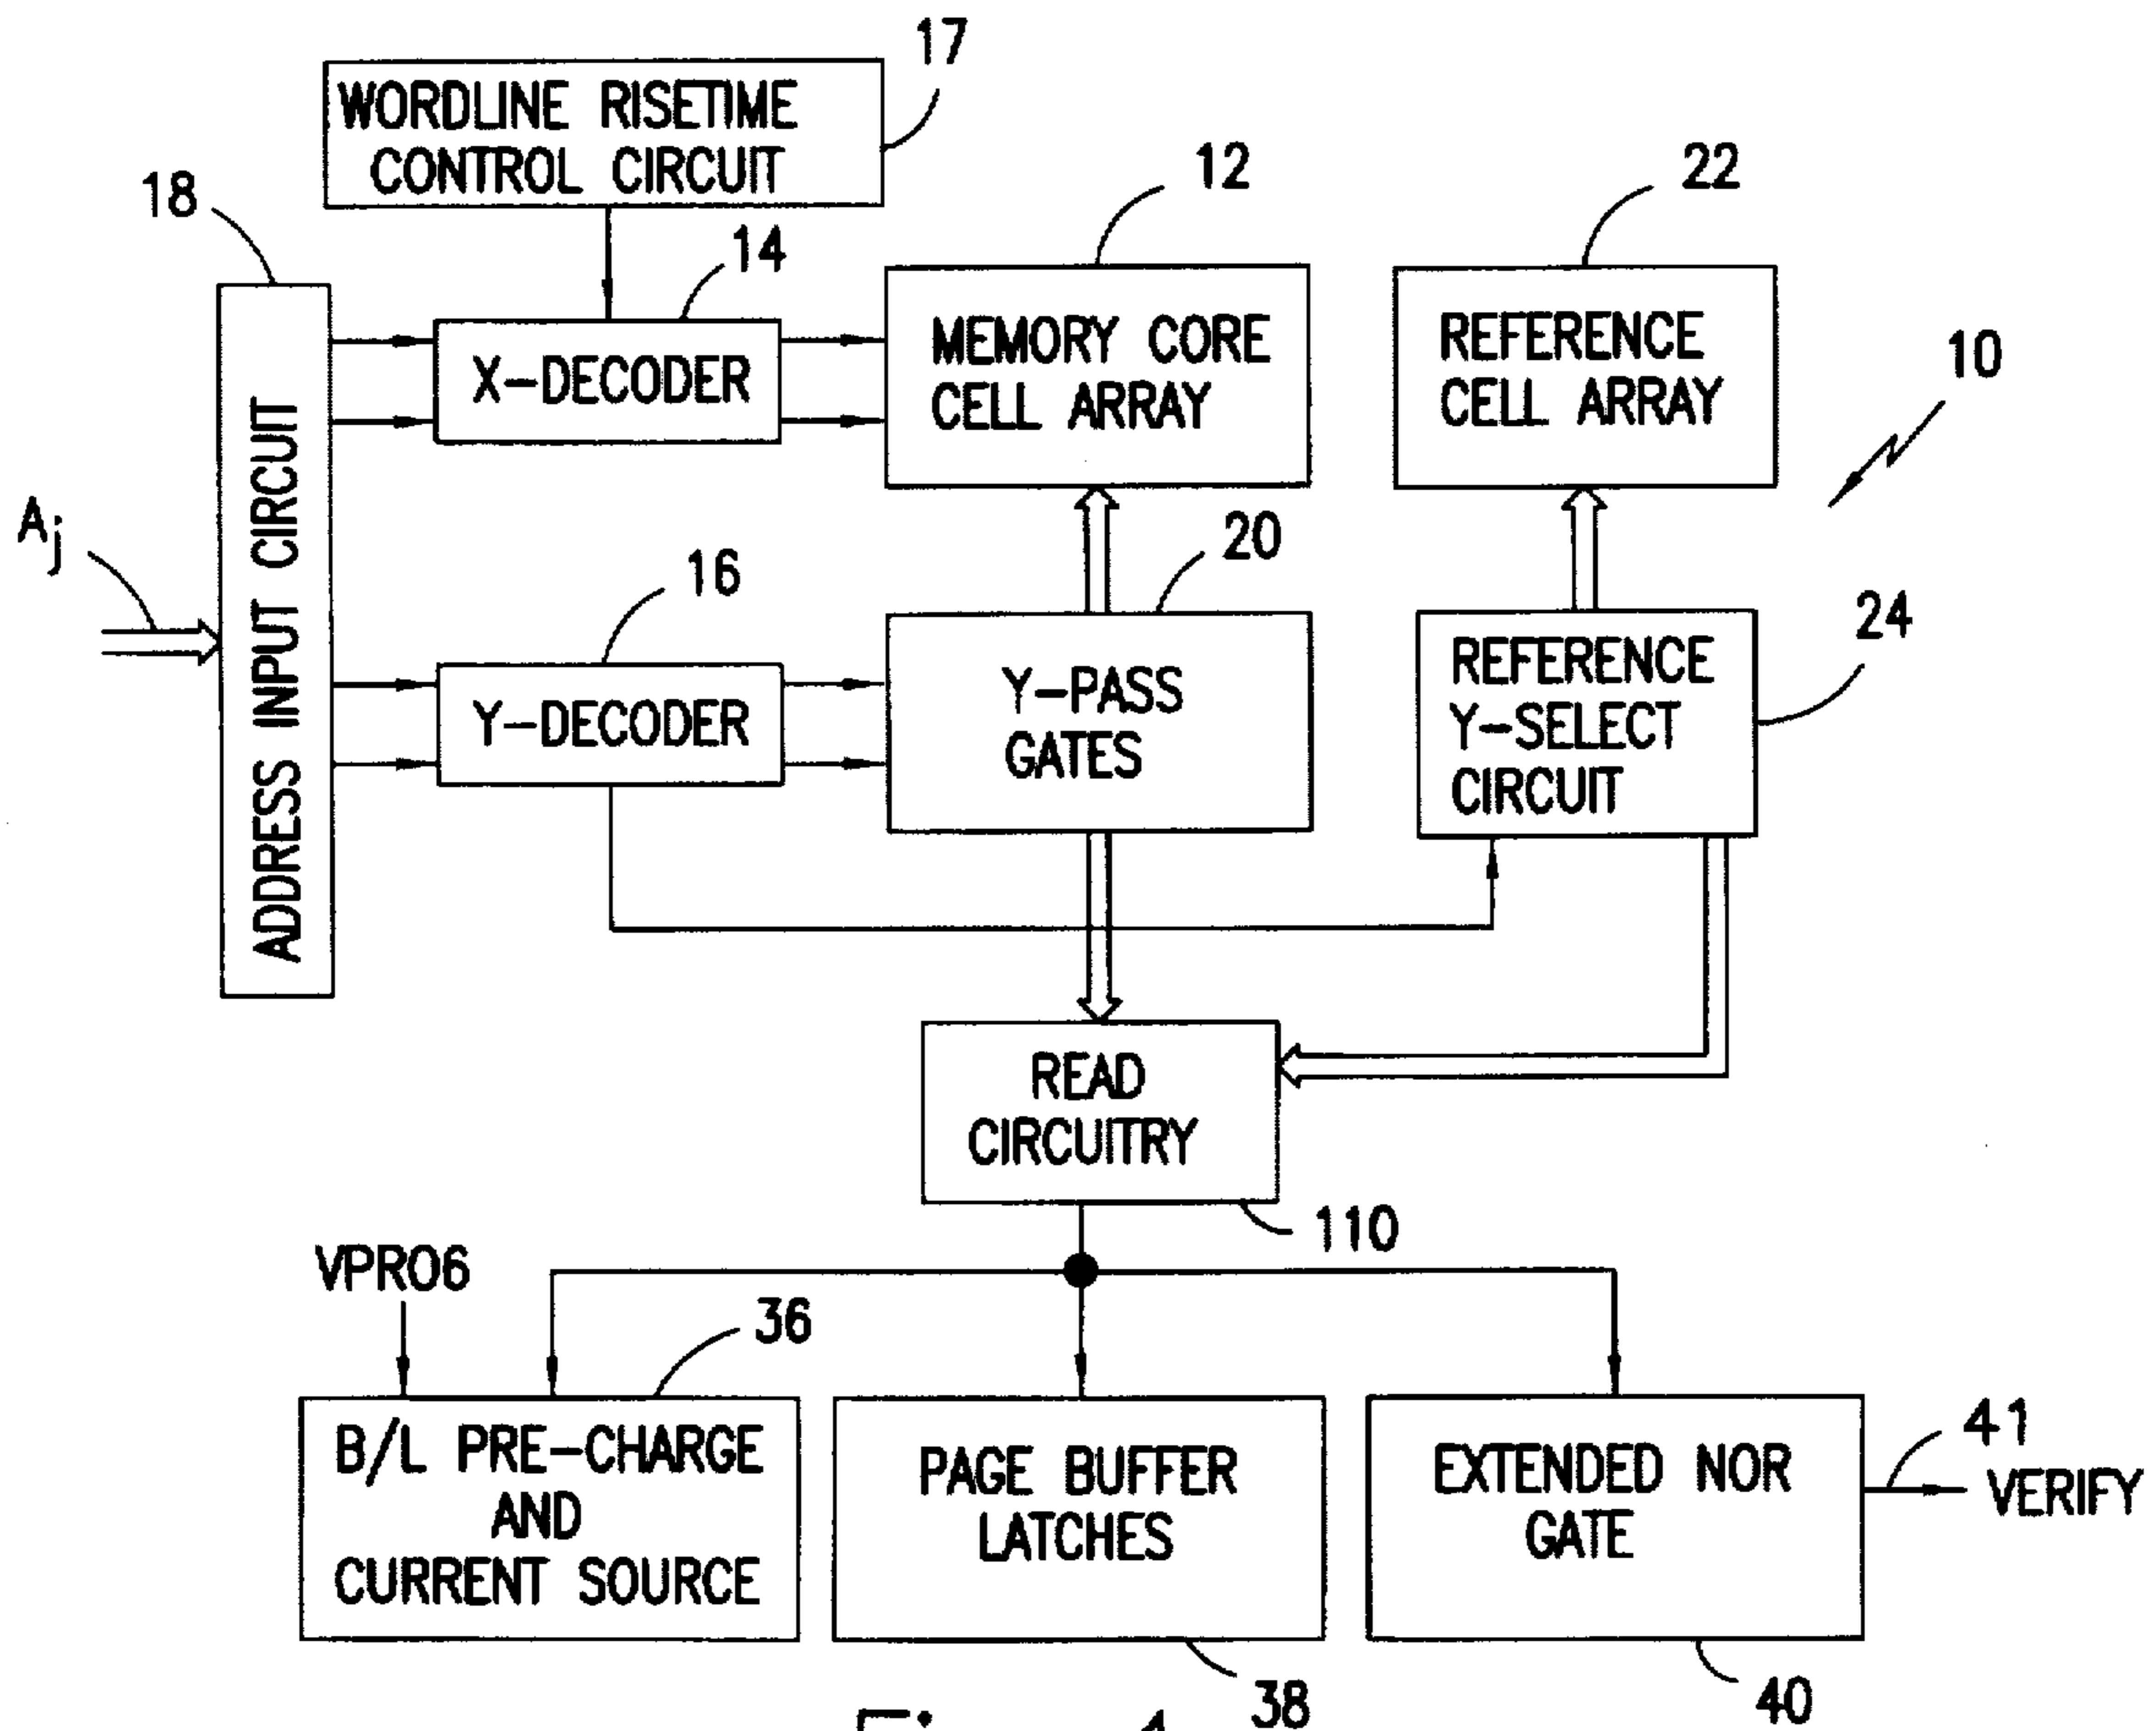 17
WORDLINE RISETIME
CONTROL CIRCUIT
18
14
12
22
10
X-DECODER
MEMORY CORE
CELL ARRAY
REFERENCE
CELL ARRAY
Aj
ADDRESS INPUT CIRCUIT
16
20
24
Y-DECODER
Y-PASS
GATES
REFERENCE
Y-SELECT
CIRCUIT
READ
CIRCUITRY
110
VPRO6
36
B/L PRE-CHARGE
AND
CURRENT SOURCE
PAGE BUFFER
LATCHES
EXTENDED NOR
GATE
41
VERIFY
38
40